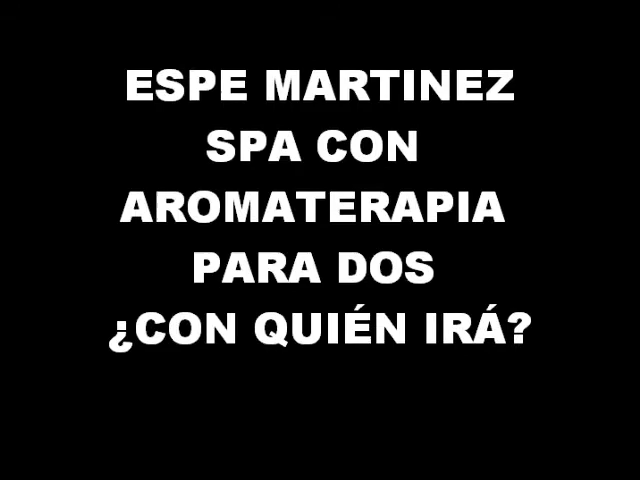 ESPE MARTINEZ
SPA CON
AROMATERAPIA
PARA DOS
¿CON QUIÉN IRÁ?